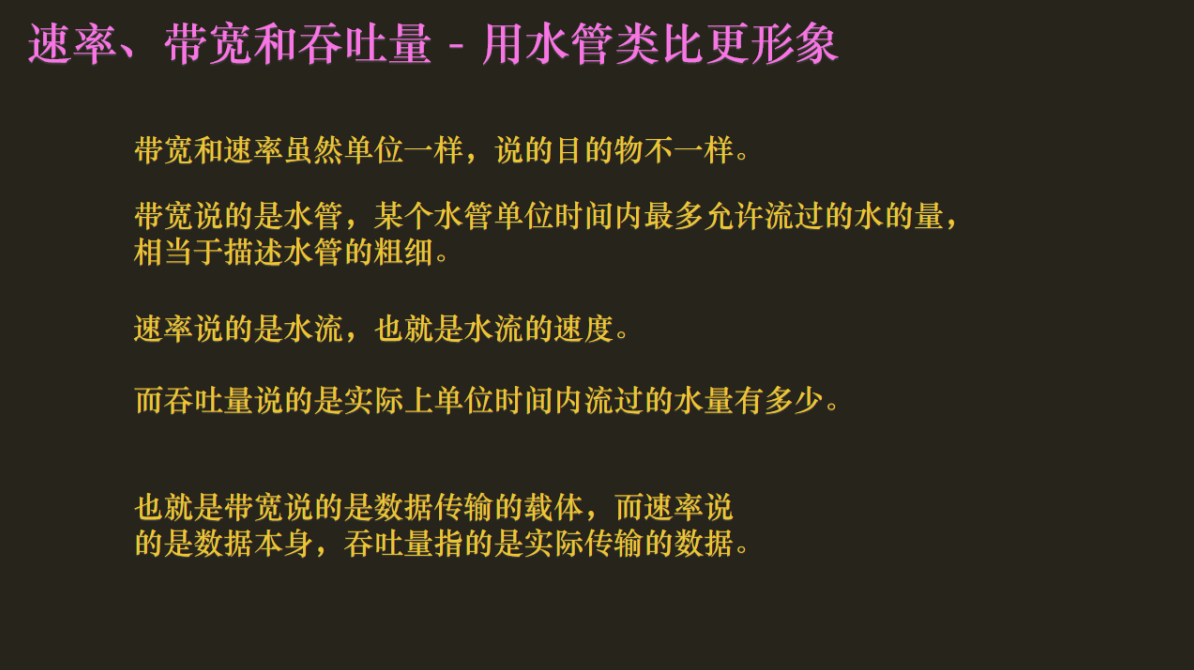 速率、带宽和吞吐量 - 用水管类比更形象
带宽和速率虽然单位一样，说的目的物不一样。
带宽说的是水管，某个水管单位时间内最多允许流过的水的量，
相当于描述水管的粗细。
速率说的是水流，也就是水流的速度。
而吞吐量说的是实际上单位时间内流过的水量有多少。
也就是带宽说的是数据传输的载体，而速率说
的是数据本身，吞吐量指的是实际传输的数据。